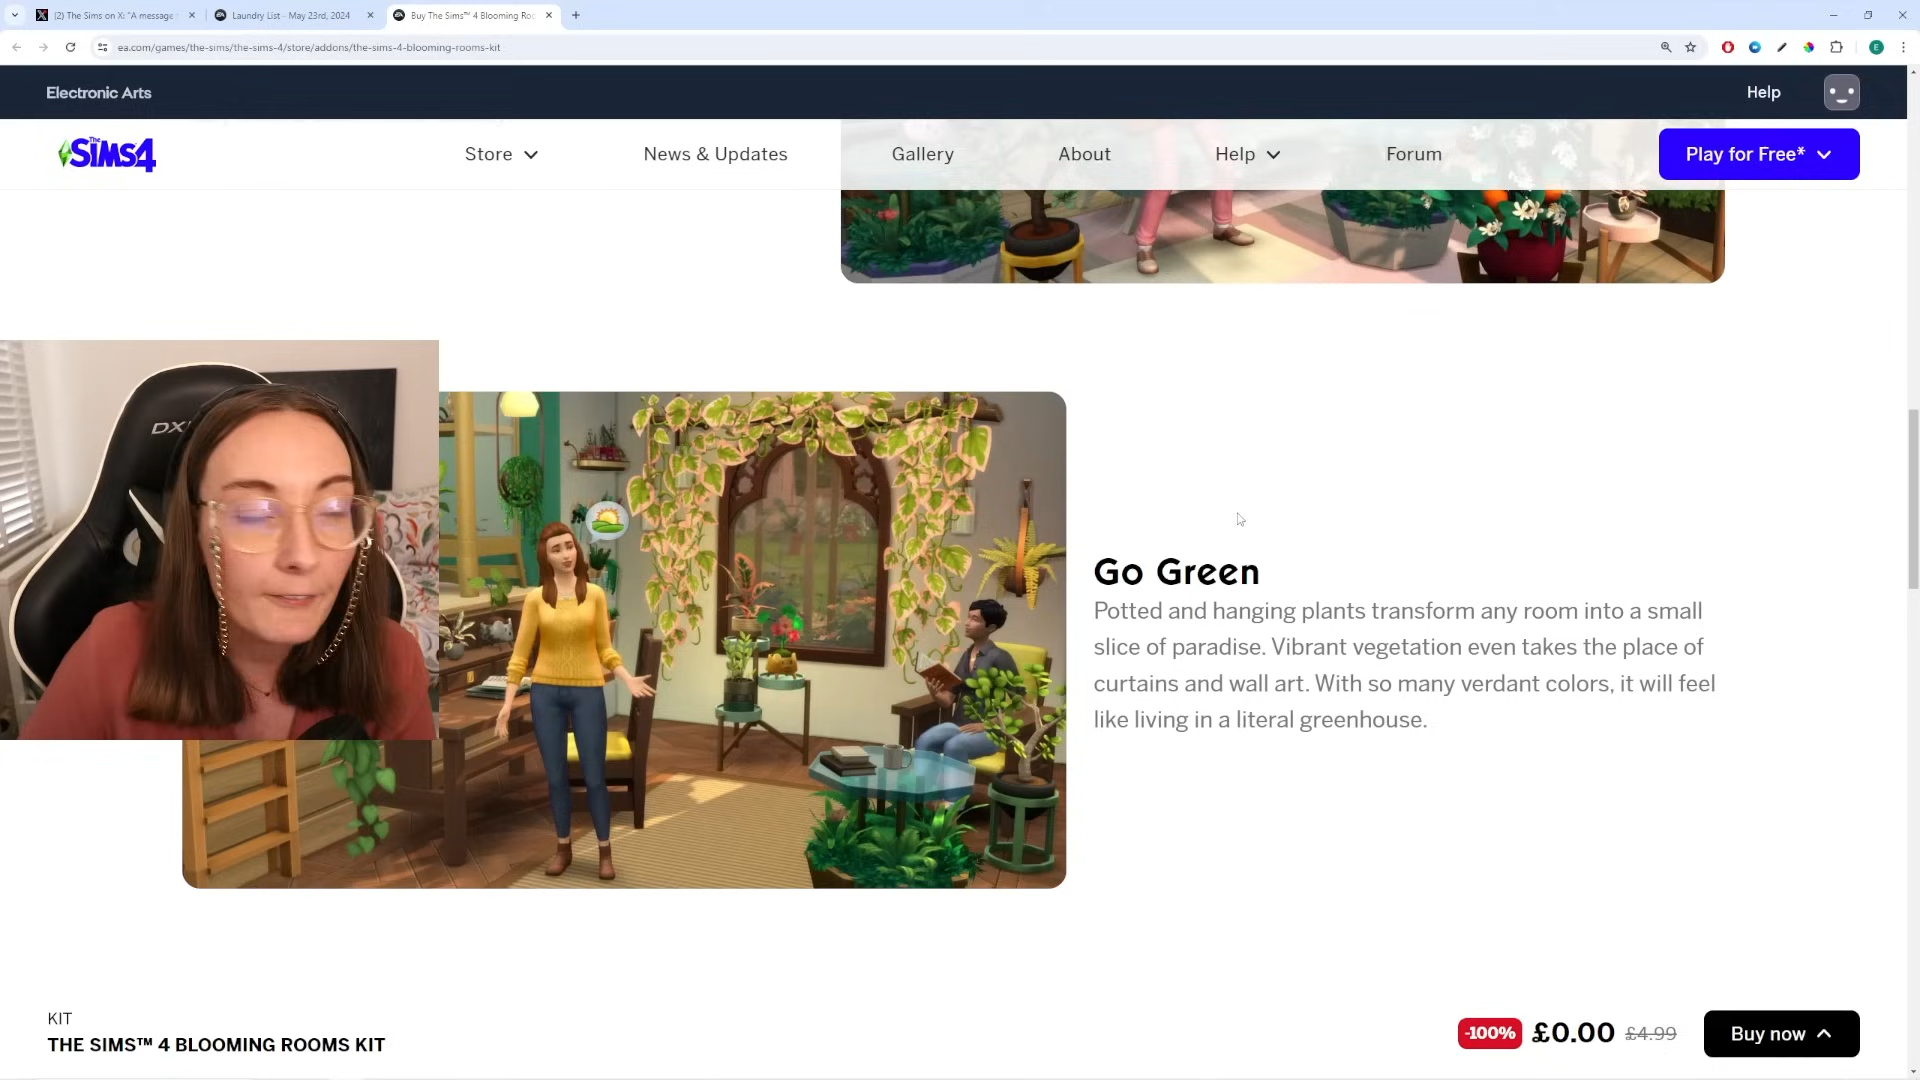 (2) The Sims on X: "A message
Laundry List - May 23rd, 2024
Buy The Sims™ 4 Blooming Roo
ea.com/games/the-sims/the-sims-4/store/addons/the-sims-4-blooming-rooms-kit
E
Electronic Arts
Help
The SIMS4
Store
News & Updates
Gallery
About
Help
Forum
Play for Free*
DX
Go Green
Potted and hanging plants transform any room into a small
slice of paradise. Vibrant vegetation even takes the place of
curtains and wall art. With so many verdant colors, it will feel
like living in a literal greenhouse.
KIT
THE SIMS™ 4 BLOOMING ROOMS KIT
-100% £0.00 £4.99
Buy now